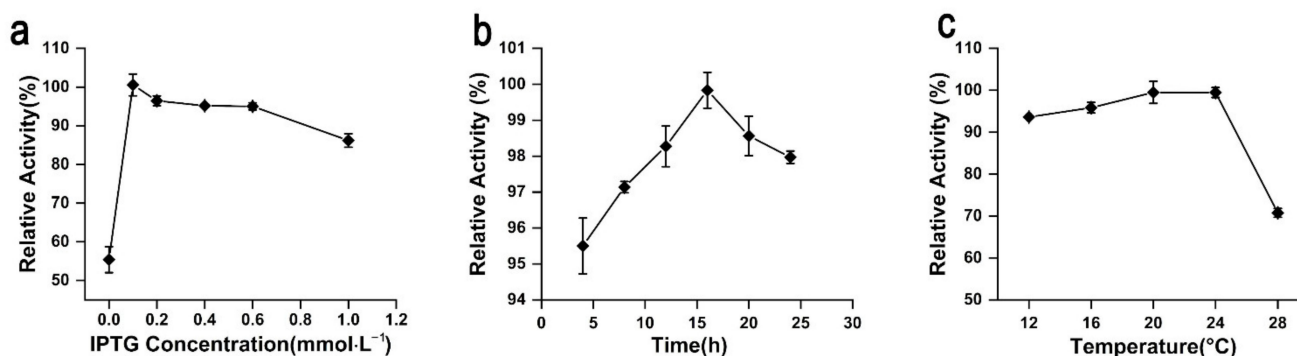 a
Relative Activity(%)
110
100
90
80
70
60
50
0.0 0.2 0.4 0.6 0.8 1.0 1.2
IPTG Concentration(mmol·L⁻¹)
b
Relative Activity (%)
101
100
99
98
97
96
95
94
0 5 10 15 20 25 30
Time(h)
c
Relative Activity (%)
110
100
90
80
70
60
50
12 16 20 24 28
Temperature(°C)